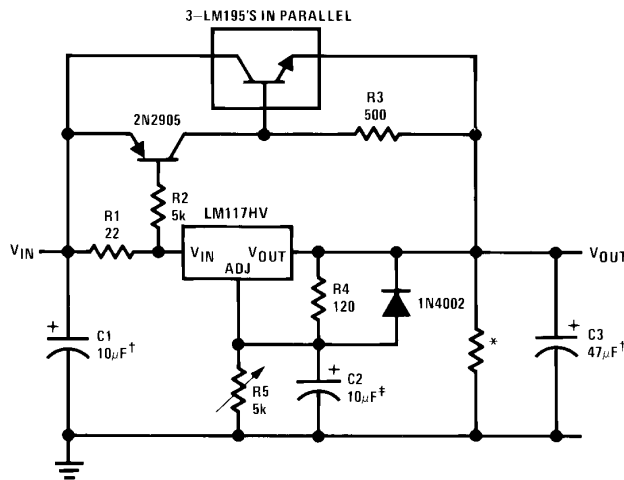 3–LM195'S IN PARALLEL
R3
500
2N2905
R2
5k
LM117HV
R1
22
VIN
VIN
VOUT
ADJ
VOUT
R4
120
1N4002
*
C1
10µF†
C2
10µF‡
C3
47µF†
R5
5k